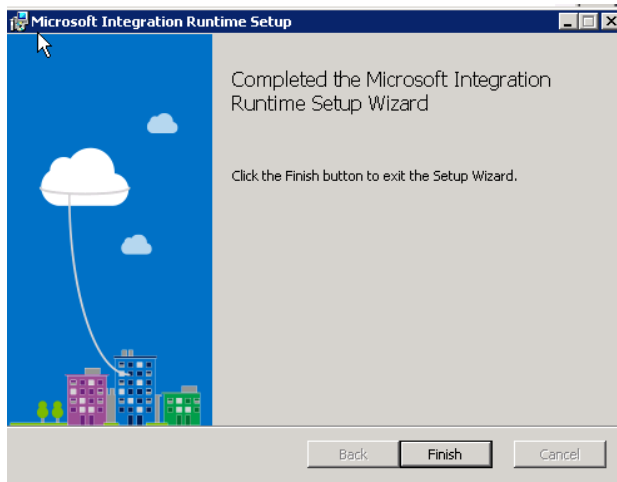 Microsoft Integration Runtime Setup
Completed the Microsoft Integration
Runtime Setup Wizard
Click the Finish button to exit the Setup Wizard.
Back
Finish
Cancel